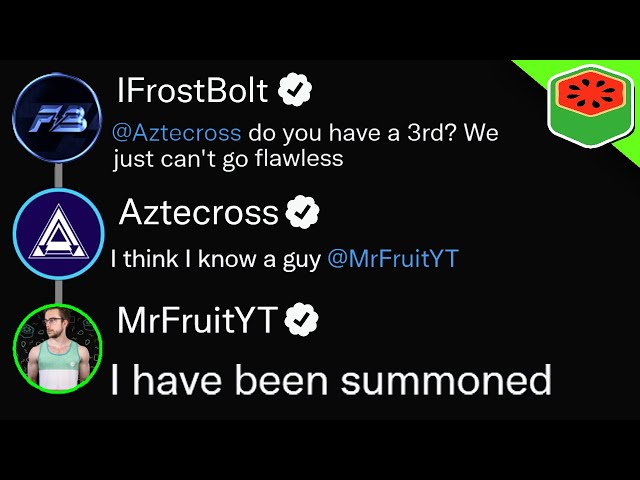 FB
IFrostBolt
@Aztecross do you have a 3rd? We
just can't go flawless
Aztecross
I think I know a guy @MrFruitYT
MrFruitYT
I have been summoned